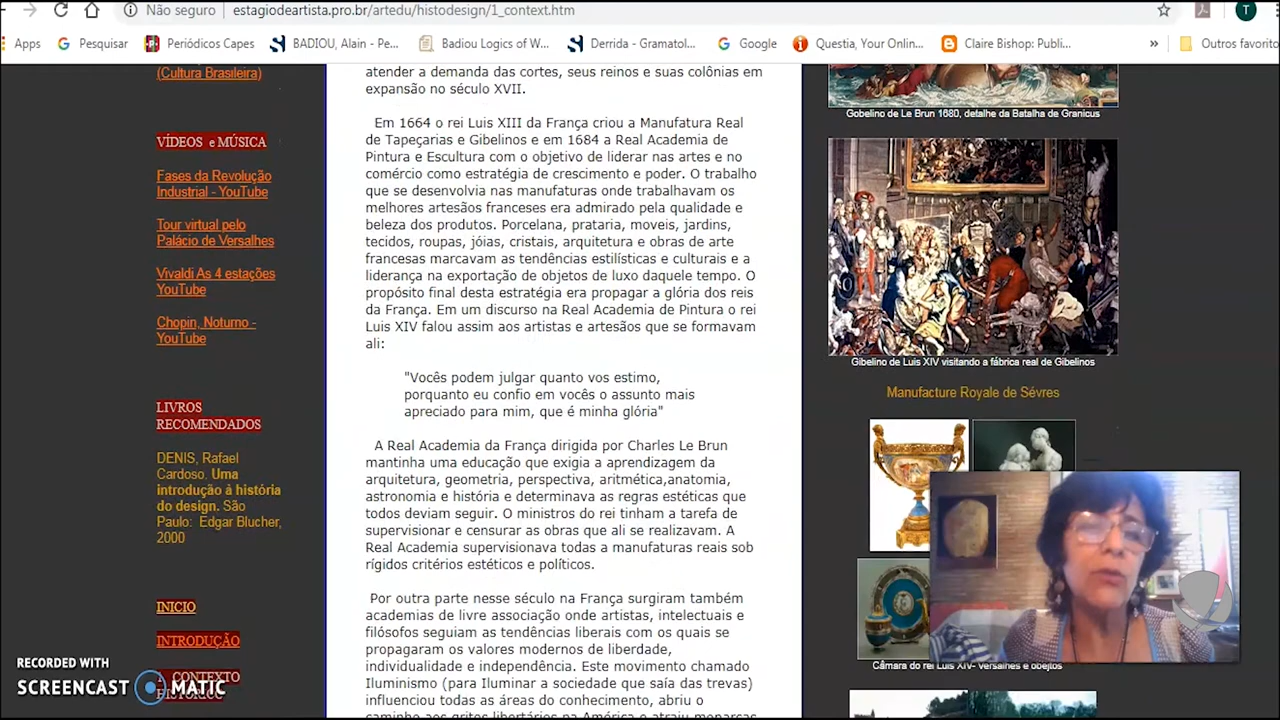 Não seguro
estagiodeartista.pro.br/artedu/histodesign/1_context.htm
T
Apps
Pesquisar
Periódicos Capes
BADIOU, Alain - Pe...
Badiou Logics of W...
Derrida - Gramatol...
Google
Questia, Your Onlin...
Claire Bishop: Publi...
»
Outros favorito
(Cultura Brasileira)
VÍDEOS e MÚSICA
Fases da Revolução
Industrial - YouTube
Tour virtual pelo
Palácio de Versalhes
Vivaldi As 4 estações
YouTube
Chopin, Noturno -
YouTube
LIVROS
RECOMENDADOS
DENIS, Rafael
Cardoso. Uma
introdução à história
do design. São
Paulo: Edgar Blucher,
2000
INICIO
INTRODUÇÃO
CONTEXTO
RECORDED WITH
SCREENCAST MATIC
atender a demanda das cortes, seus reinos e suas colônias em
expansão no século XVII.
Em 1664 o rei Luis XIII da França criou a Manufatura Real
de Tapeçarias e Gibelinos e em 1684 a Real Academia de
Pintura e Escultura com o objetivo de liderar nas artes e no
comércio como estratégia de crescimento e poder. O trabalho
que se desenvolvia nas manufaturas onde trabalhavam os
melhores artesãos franceses era admirado pela qualidade e
beleza dos produtos. Porcelana, prataria, moveis, jardins,
tecidos, roupas, jóias, cristais, arquitetura e obras de arte
francesas marcavam as tendências estilísticas e culturais e a
liderança na exportação de objetos de luxo daquele tempo. O
propósito final desta estratégia era propagar a glória dos reis
da França. Em um discurso na Real Academia de Pintura o rei
Luis XIV falou assim aos artistas e artesãos que se formavam
ali:
"Vocês podem julgar quanto vos estimo,
porquanto eu confio em vocês o assunto mais
apreciado para mim, que é minha glória"
A Real Academia da França dirigida por Charles Le Brun
mantinha uma educação que exigia a aprendizagem da
arquitetura, geometria, perspectiva, aritmética,anatomia,
astronomia e história e determinava as regras estéticas que
todos deviam seguir. O ministros do rei tinham a tarefa de
supervisionar e censurar as obras que ali se realizavam. A
Real Academia supervisionava todas a manufaturas reais sob
rígidos critérios estéticos e políticos.
Por outra parte nesse século na França surgiram também
academias de livre associação onde artistas, intelectuais e
filósofos seguiam as tendências liberais com os quais se
propagaram os valores modernos de liberdade,
individualidade e independência. Este movimento chamado
Iluminismo (para Iluminar a sociedade que saía das trevas)
influenciou todas as áreas do conhecimento, abriu o
caminho aos gritos libertários na América e atraiu monarcas
Gobelino de Le Brun 1680, detalhe da Batalha de Granicus
Gibelino de Luis XIV visitando a fábrica real de Gibelinos
Manufacture Royale de Sévres
Câmara do rei Luis XIV- Versalhes e objetos